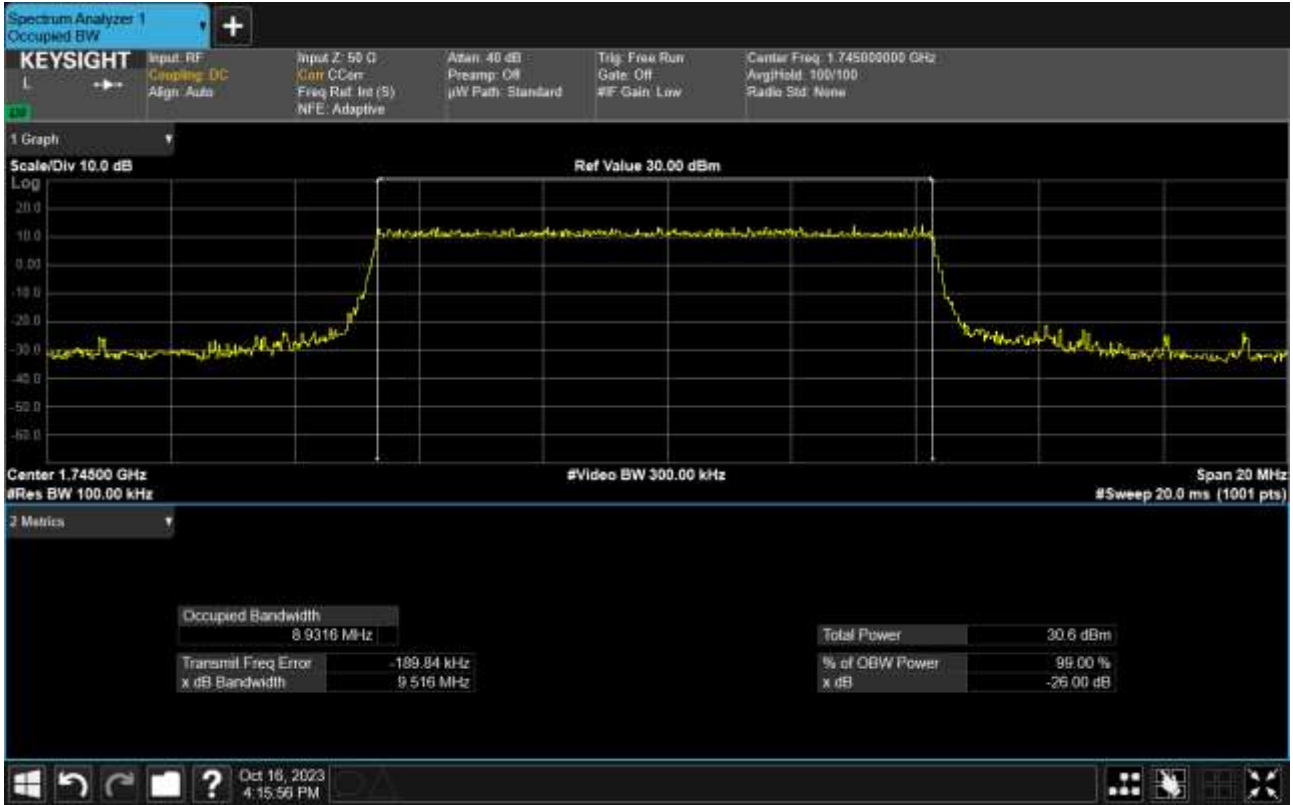 Spectrum Analyzer 1
Occupied BW
KEYSIGHT
L
Input: RF
Coupling: DC
Align: Auto
Input Z: 50 Ω
Corr CCorr
Freq Ref: Int (S)
NFE: Adaptive
Atten: 40 dB
Preamp: Off
µW Path: Standard
Trig: Free Run
Gate: Off
#IF Gain: Low
Center Freq: 1.745000000 GHz
Avg|Hold: 100/100
Radio Std: None
1 Graph
Scale/Div 10.0 dB
Ref Value 30.00 dBm
Log
20.0
10.0
0.00
-10.0
-20.0
-30.0
-40.0
-50.0
-60.0
Center 1.74500 GHz
#Video BW 300.00 kHz
Span 20 MHz
#Res BW 100.00 kHz
#Sweep 20.0 ms (1001 pts)
2 Metrics
Occupied Bandwidth
8.9316 MHz
Total Power 30.6 dBm
Transmit Freq Error -189.84 kHz
% of OBW Power 99.00 %
x dB Bandwidth 9.516 MHz
x dB -26.00 dB
Oct 16, 2023
4:15:56 PM